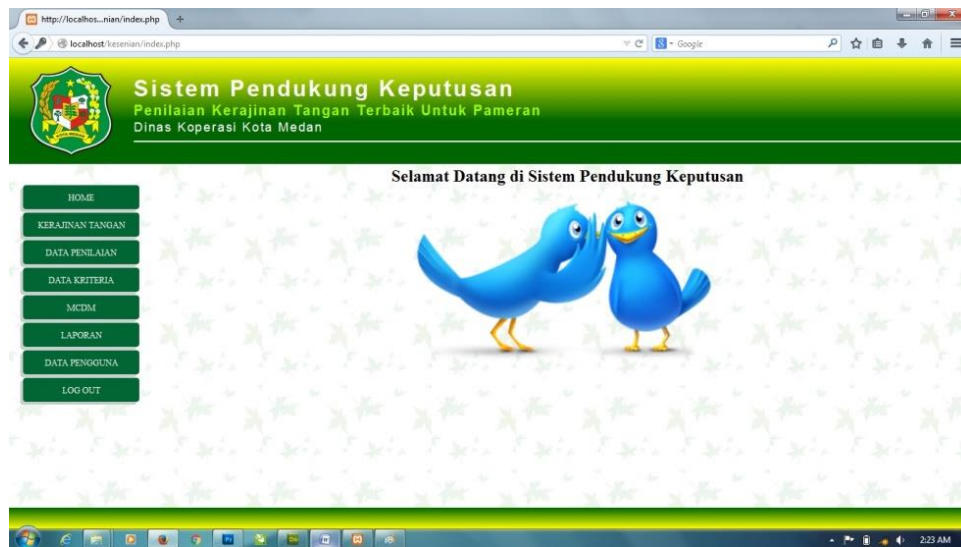 http://localhos...nian/index.php
localhost/kesenian/index.php
Google
Sistem Pendukung Keputusan
Penilaian Kerajinan Tangan Terbaik Untuk Pameran
Dinas Koperasi Kota Medan
Selamat Datang di Sistem Pendukung Keputusan
HOME
KERAJINAN TANGAN
DATA PENILAIAN
DATA KRITERIA
MCDM
LAPORAN
DATA PENGGUNA
LOG OUT
2:23 AM